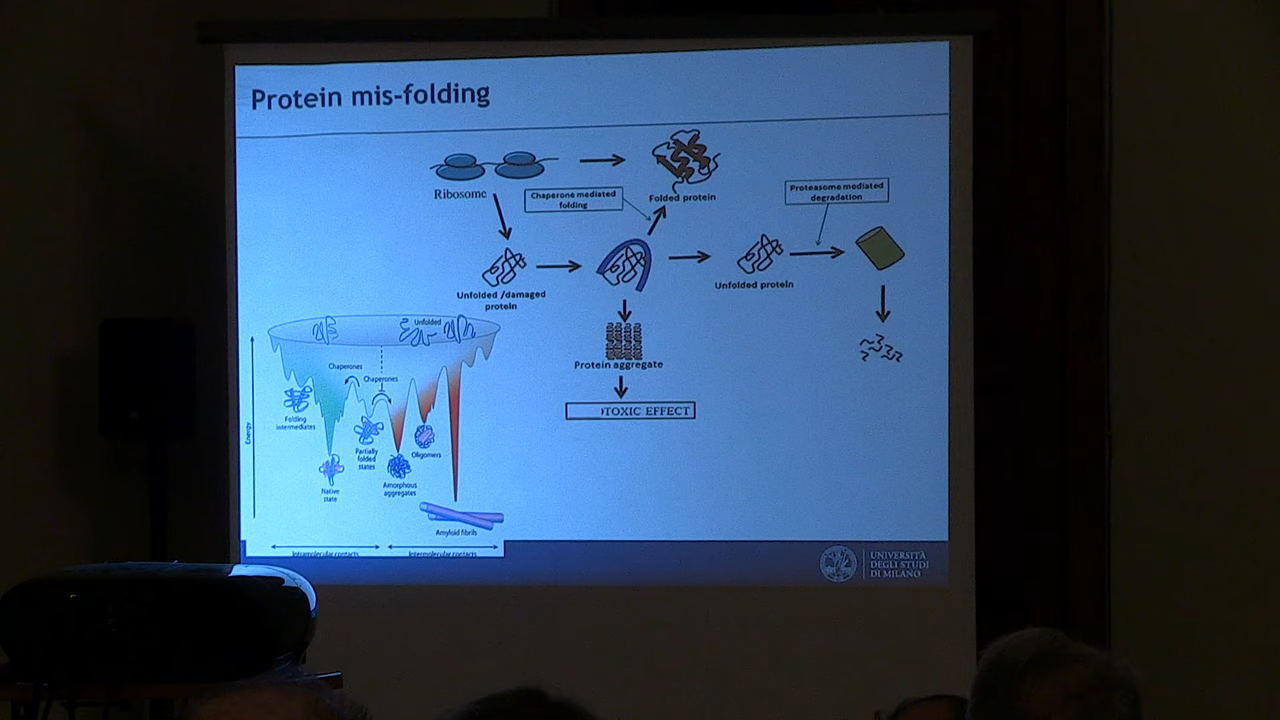 Protein mis-folding
Ribosome
Chaperone mediated
folding
Folded protein
Proteasome mediated
degradation
Unfolded /damaged
protein
Unfolded protein
Protein aggregate
TOXIC EFFECT
Unfolded
Chaperones
Chaperones
Energy
Folding
intermediates
Partially
folded
states
Oligomers
Native
state
Amorphous
aggregates
Amyloid fibrils
Intramolecular contacts
Intermolecular contacts
UNIVERSITÀ
DEGLI STUDI
DI MILANO